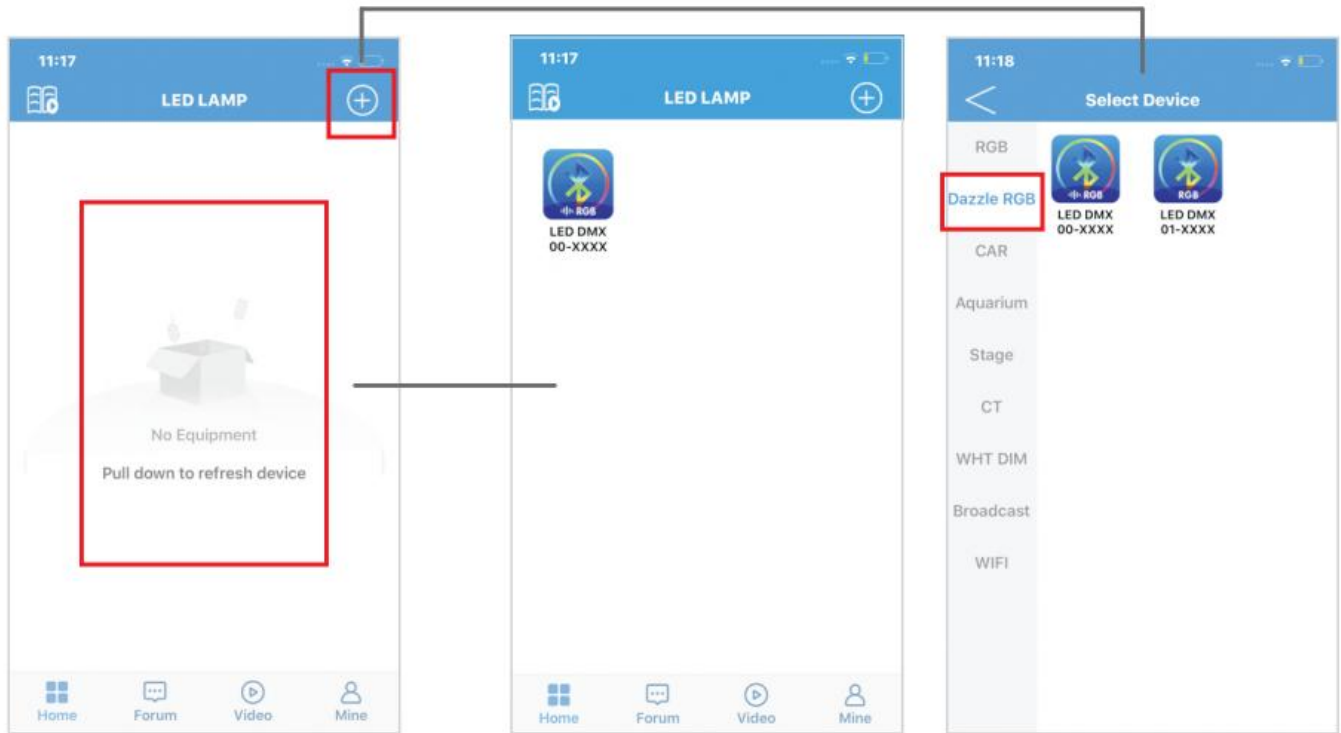 11:17
LED LAMP
No Equipment
Pull down to refresh device
Home
Forum
Video
Mine
11:17
LED LAMP
RGB
LED DMX
00-XXXX
Home
Forum
Video
Mine
11:18
Select Device
RGB
Dazzle RGB
CAR
Aquarium
Stage
CT
WHT DIM
Broadcast
WIFI
RGB
LED DMX
00-XXXX
RGB
LED DMX
01-XXXX